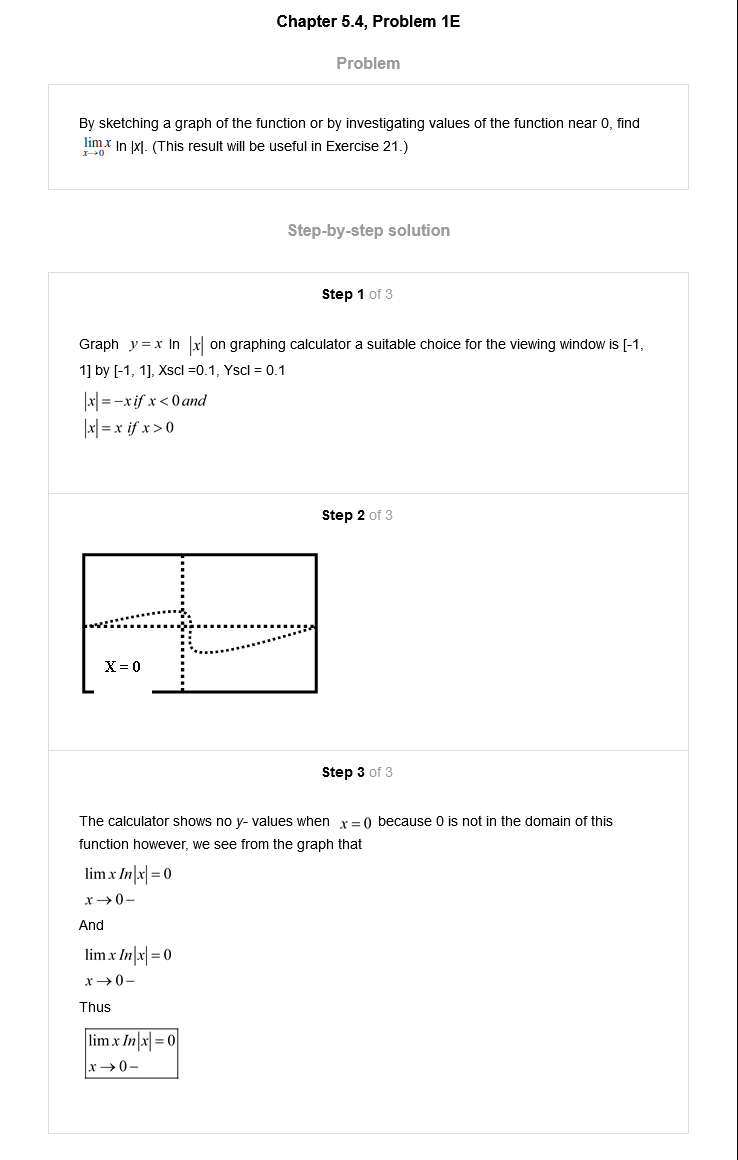 Chapter 5.4, Problem 1E
Problem
By sketching a graph of the function or by investigating values of the function near 0, find
lim x ln |x|. (This result will be useful in Exercise 21.)
x→0
Step-by-step solution
Step 1 of 3
Graph y = x ln |x| on graphing calculator a suitable choice for the viewing window is [-1,
1] by [-1, 1], Xscl =0.1, Yscl = 0.1
|x| = −x if x < 0 and
|x| = x if x > 0
Step 2 of 3
X = 0
Step 3 of 3
The calculator shows no y- values when x = 0 because 0 is not in the domain of this
function however, we see from the graph that
lim x In|x| = 0
x → 0 −
And
lim x In|x| = 0
x → 0 −
Thus
lim x In|x| = 0
x → 0 −